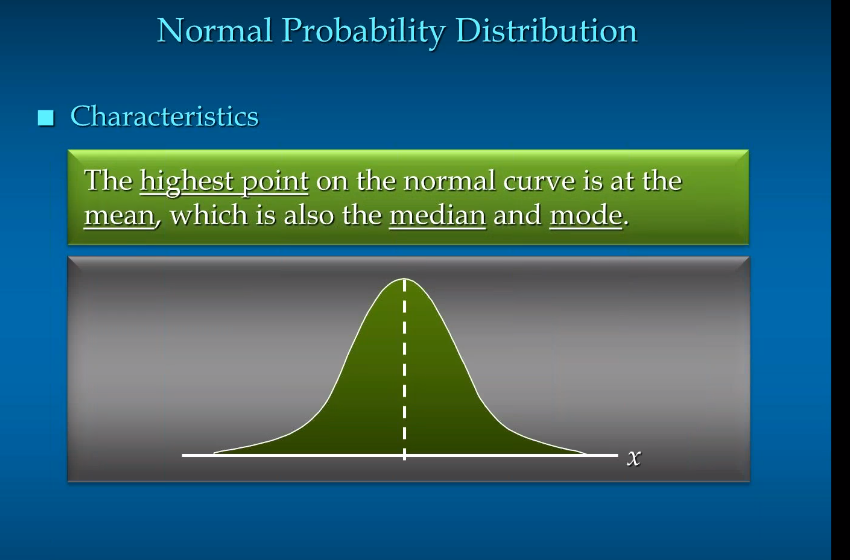 Normal Probability Distribution
Characteristics
The highest point on the normal curve is at the
mean, which is also the median and mode.
x